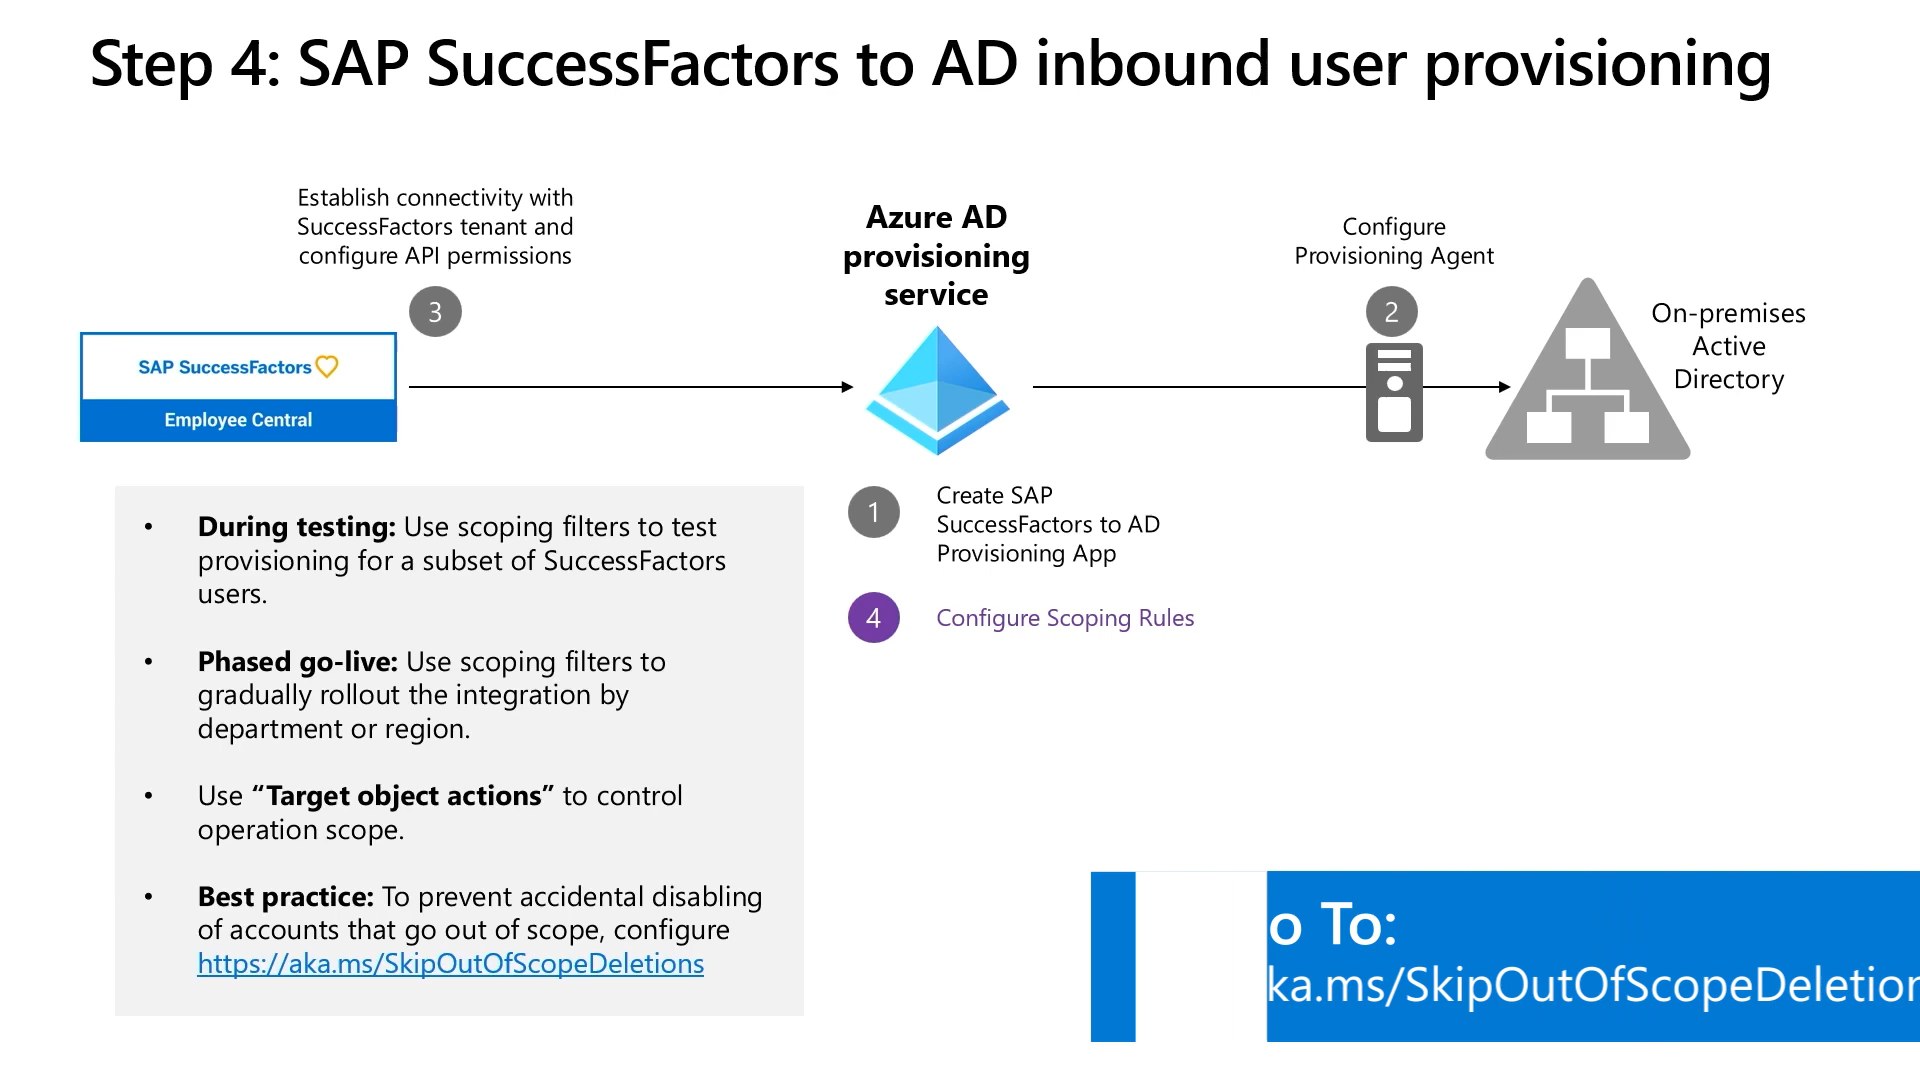 Step 4: SAP SuccessFactors to AD inbound user provisioning
Establish connectivity with
SuccessFactors tenant and
configure API permissions
3
SAP SuccessFactors
Employee Central
Azure AD
provisioning
service
Configure
Provisioning Agent
2
On-premises
Active
Directory
1
Create SAP
SuccessFactors to AD
Provisioning App
4
Configure Scoping Rules
• During testing: Use scoping filters to test
provisioning for a subset of SuccessFactors
users.
• Phased go-live: Use scoping filters to
gradually rollout the integration by
department or region.
• Use “Target object actions” to control
operation scope.
• Best practice: To prevent accidental disabling
of accounts that go out of scope, configure
https://aka.ms/SkipOutOfScopeDeletions
o To:
ka.ms/SkipOutOfScopeDeletion